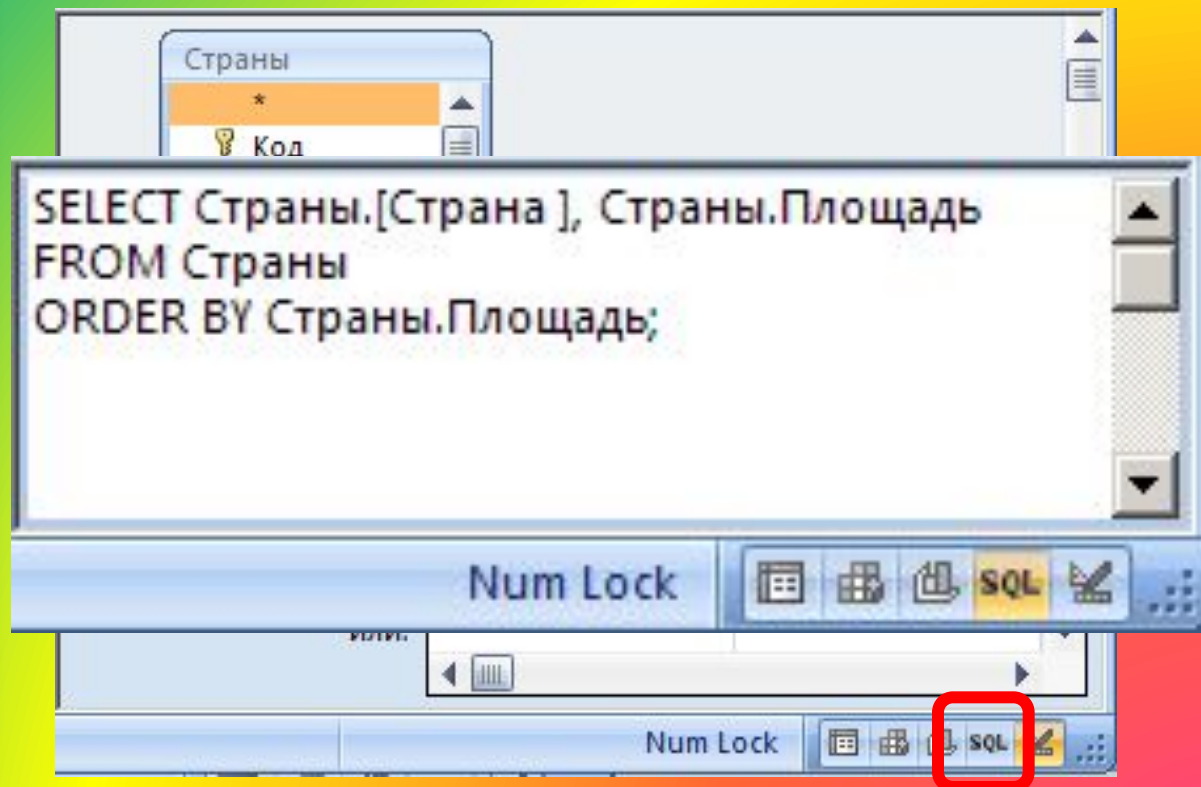 Страны
*
Код
SELECT Страны.[Страна ], Страны.Площадь
FROM Страны
ORDER BY Страны.Площадь;
Num Lock
SQL
или:
Num Lock
SQL